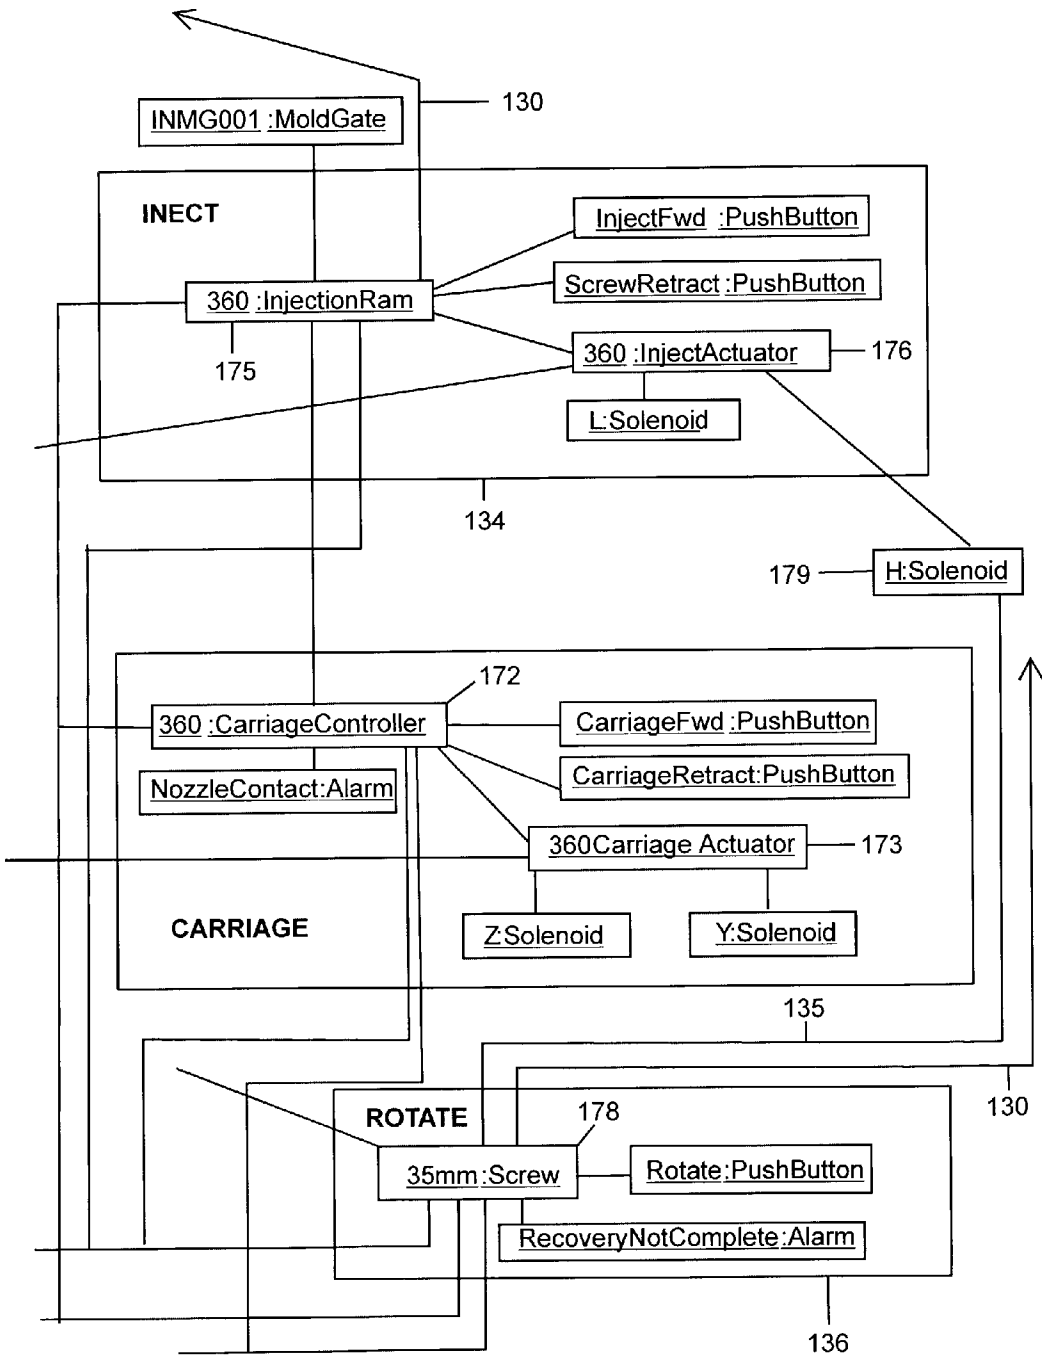 130
INMG001 :MoldGate
INECT
InjectFwd :PushButton
ScrewRetract :PushButton
360 :InjectionRam
360 :InjectActuator
176
175
L:Solenoid
134
179
H:Solenoid
172
360 :CarriageController
CarriageFwd :PushButton
CarriageRetract:PushButton
NozzleContact:Alarm
360Carriage Actuator
173
CARRIAGE
Z:Solenoid
Y:Solenoid
135
130
ROTATE
178
35mm :Screw
Rotate:PushButton
RecoveryNotComplete:Alarm
136